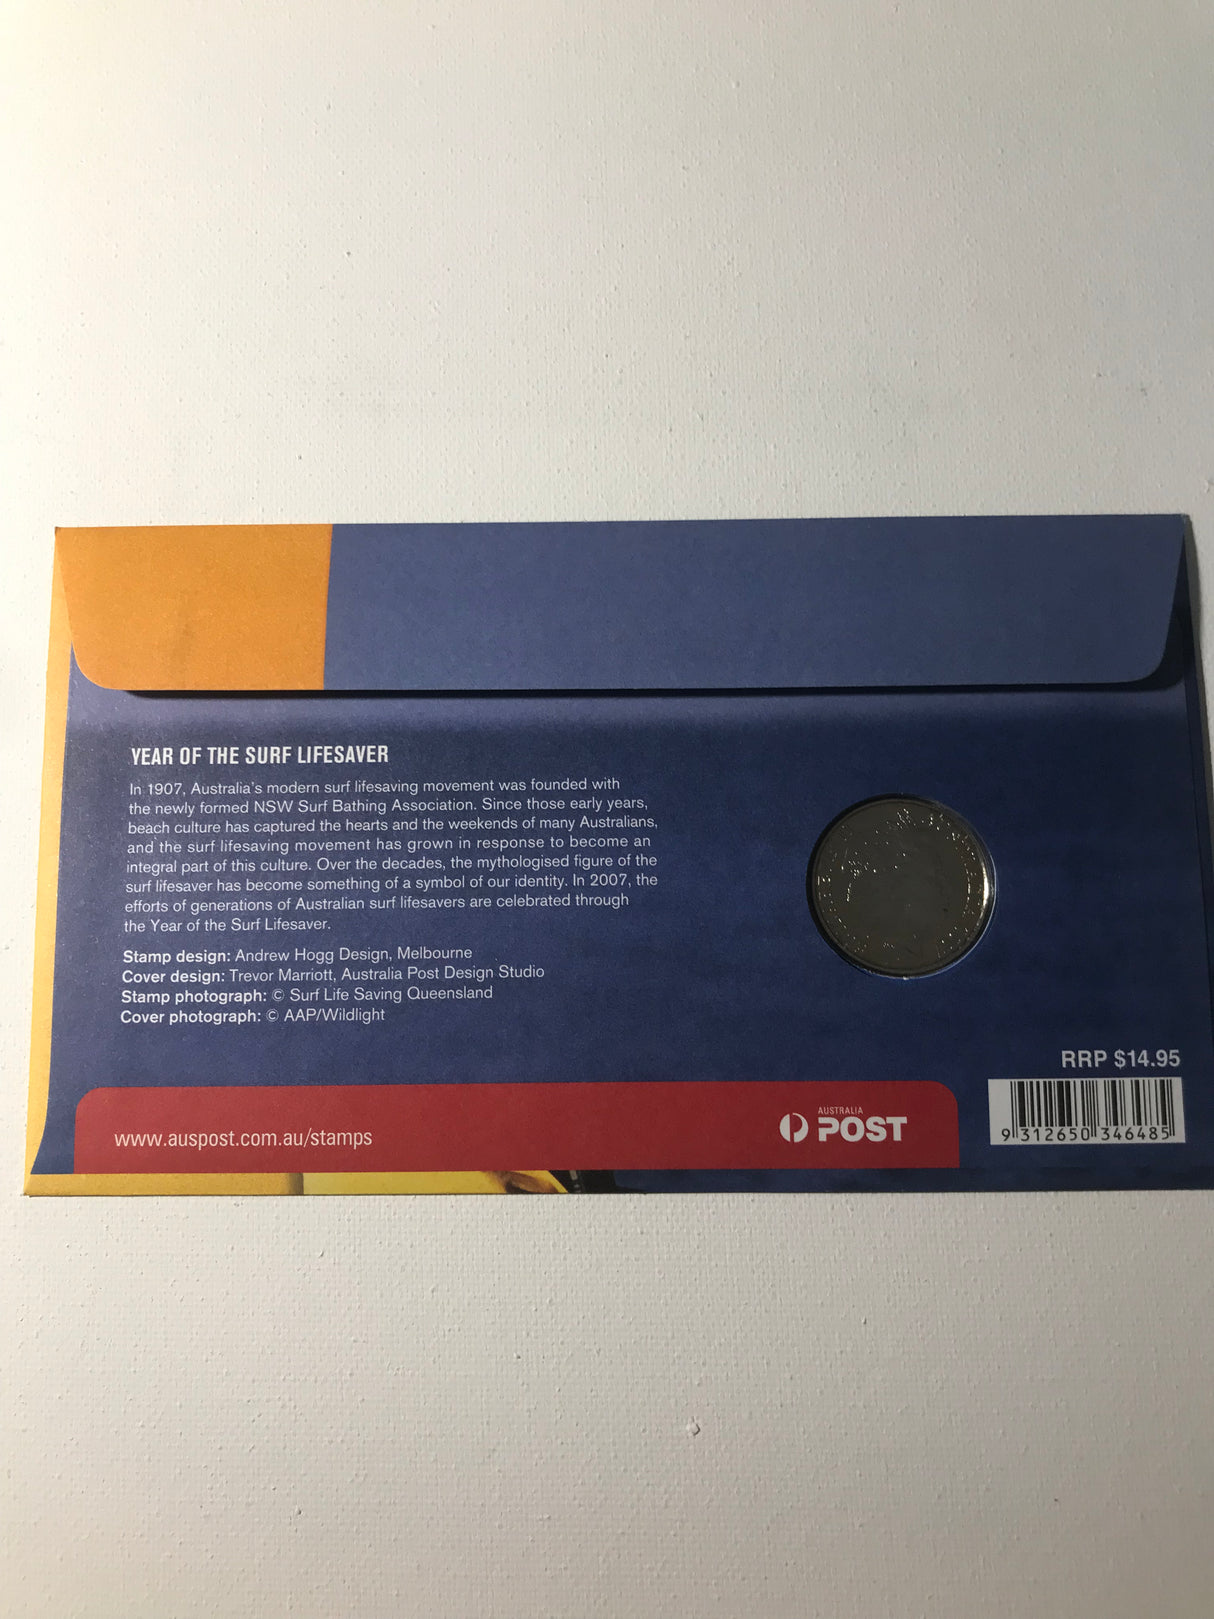 YEAR OF THE SURF LIFESAVER
In 1907, Australia's modern surf lifesaving movement was founded with
the newly formed NSW Surf Bathing Association. Since those early years,
beach culture has captured the hearts and the weekends of many Australians,
and the surf lifesaving movement has grown in response to become an
integral part of this culture. Over the decades, the mythologised figure of the
surf lifesaver has become something of a symbol of our identity. In 2007, the
efforts of generations of Australian surf lifesavers are celebrated through
the Year of the Surf Lifesaver.
Stamp design: Andrew Hogg Design, Melbourne
Cover design: Trevor Marriott, Australia Post Design Studio
Stamp photograph: © Surf Life Saving Queensland
Cover photograph: © AAP/Wildlight
RRP $14.95
9 312650 346485
www.auspost.com.au/stamps
AUSTRALIA
POST